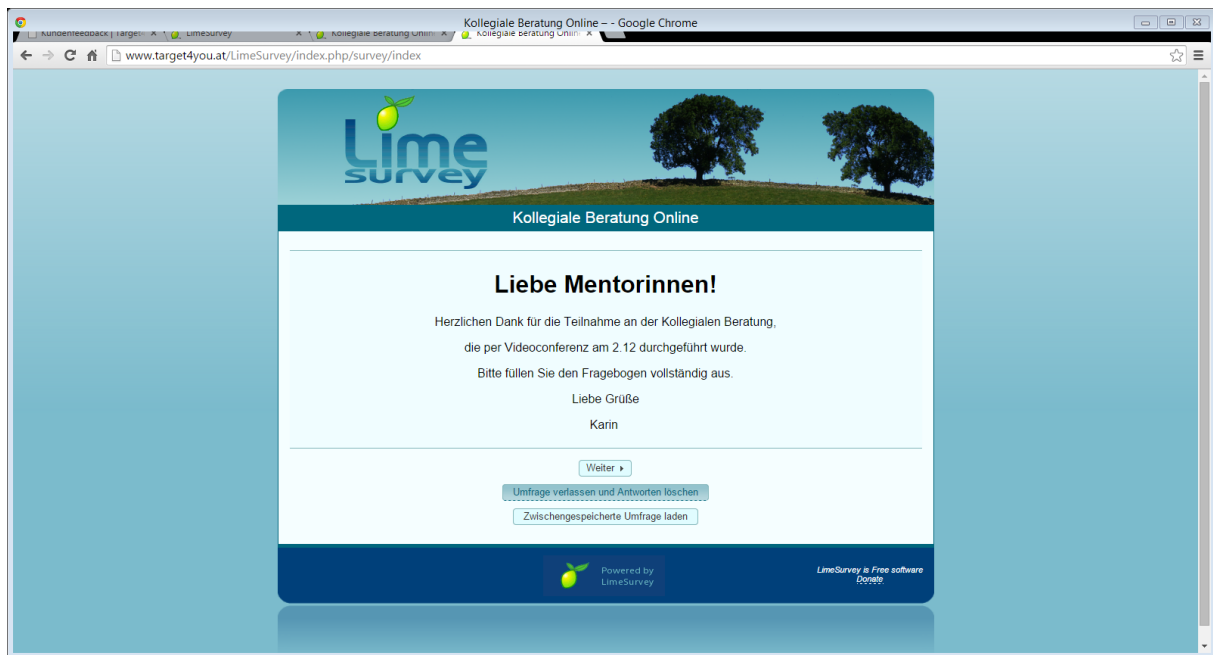 Kollegiale Beratung Online – - Google Chrome
Kundenfeedback | Target4
LimeSurvey
Kollegiale Beratung Onlin
Kollegiale Beratung Onlin
www.target4you.at/LimeSurvey/index.php/survey/index
Lime
survey
Kollegiale Beratung Online
Liebe Mentorinnen!
Herzlichen Dank für die Teilnahme an der Kollegialen Beratung,
die per Videoconferenz am 2.12 durchgeführt wurde.
Bitte füllen Sie den Fragebogen vollständig aus.
Liebe Grüße
Karin
Weiter
Umfrage verlassen und Antworten löschen
Zwischengespeicherte Umfrage laden
Powered by
LimeSurvey
LimeSurvey is Free software
Donate